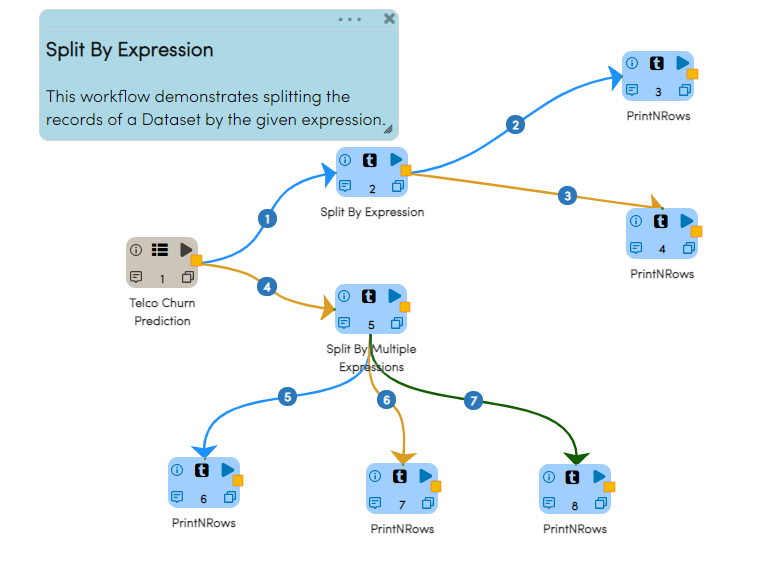 Split By Expression
This workflow demonstrates splitting the
records of a Dataset by the given expression.
t
3
PrintNRows
2
t
2
Split By Expression
3
t
4
PrintNRows
1
1
Telco Churn
Prediction
4
t
5
Split By Multiple
Expressions
5
6
7
t
6
PrintNRows
t
7
PrintNRows
t
8
PrintNRows